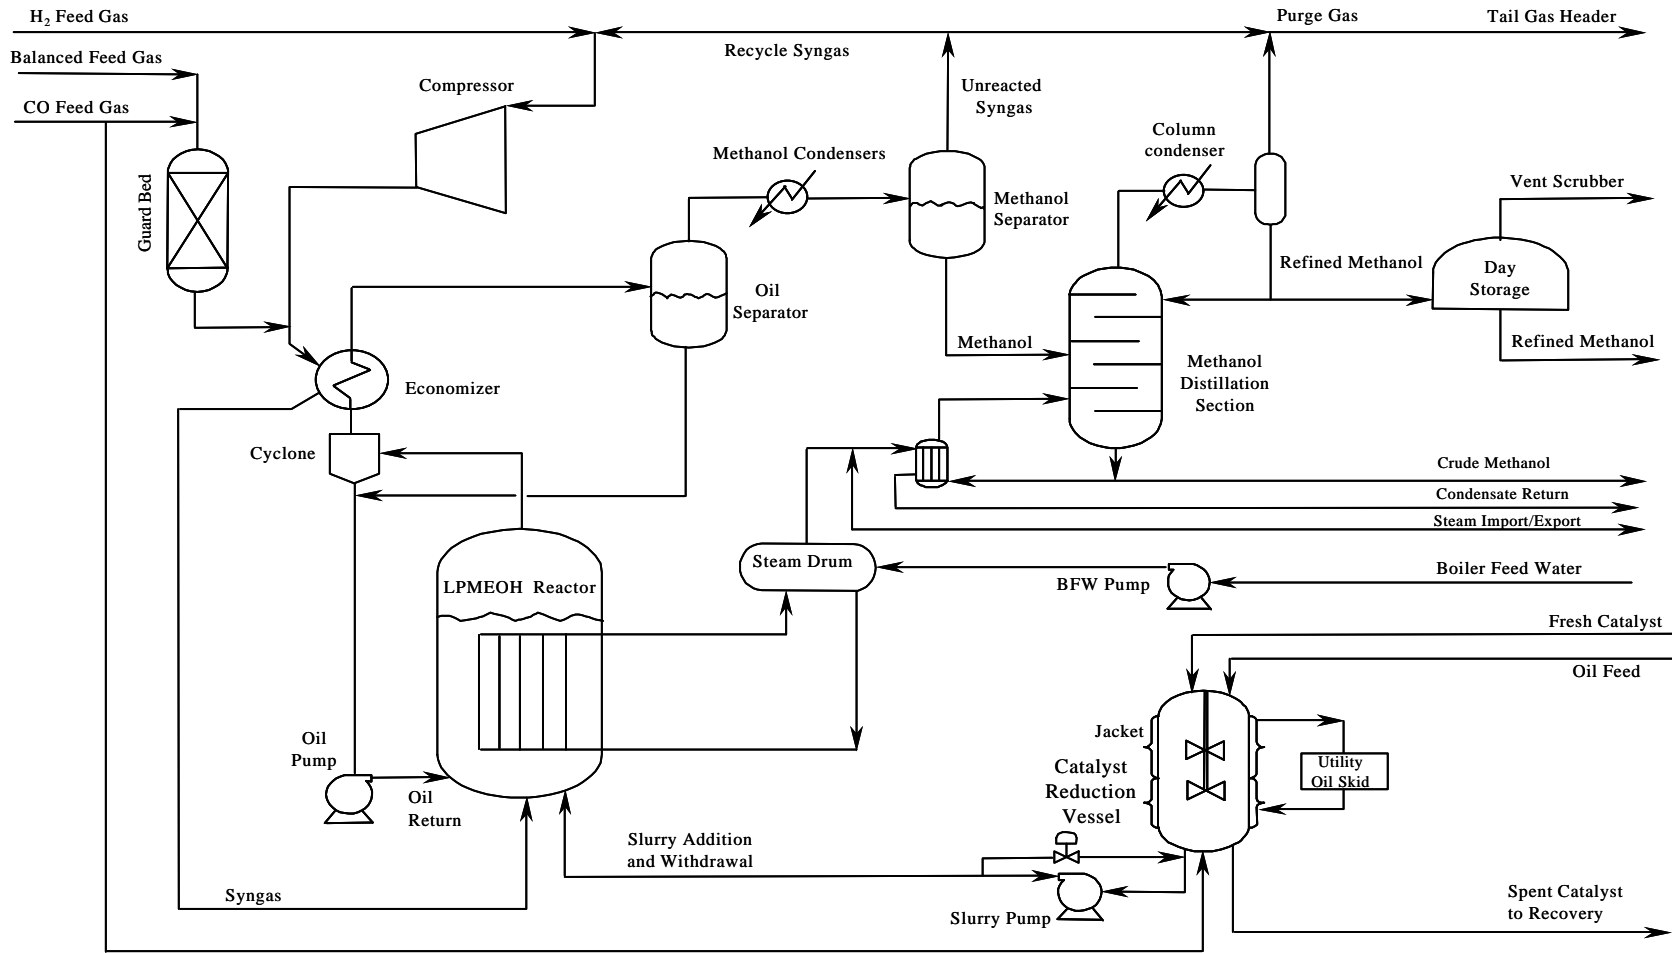 H2 Feed Gas
Purge Gas
Tail Gas Header
Recycle Syngas
Balanced Feed Gas
CO Feed Gas
Compressor
Unreacted
Syngas
Guard Bed
Methanol Condensers
Column
condenser
Methanol
Separator
Vent Scrubber
Oil
Separator
Refined Methanol
Day
Storage
Methanol
Refined Methanol
Economizer
Methanol
Distillation
Section
Cyclone
Crude Methanol
Condensate Return
Steam Import/Export
Steam Drum
LPMEOH Reactor
BFW Pump
Boiler Feed Water
Fresh Catalyst
Oil Feed
Oil
Pump
Oil
Return
Jacket
Catalyst
Reduction
Vessel
Utility
Oil Skid
Slurry Addition
and Withdrawal
Syngas
Slurry Pump
Spent Catalyst
to Recovery